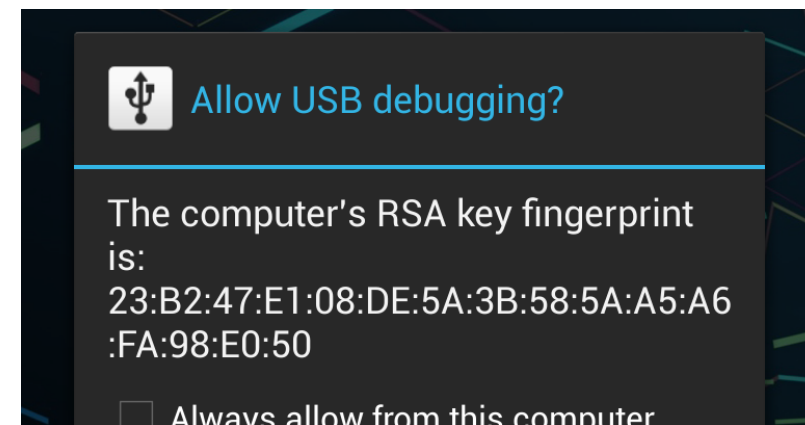 Allow USB debugging?
The computer's RSA key fingerprint
is:
23:B2:47:E1:08:DE:5A:3B:58:5A:A5:A6
:FA:98:E0:50
Always allow from this computer